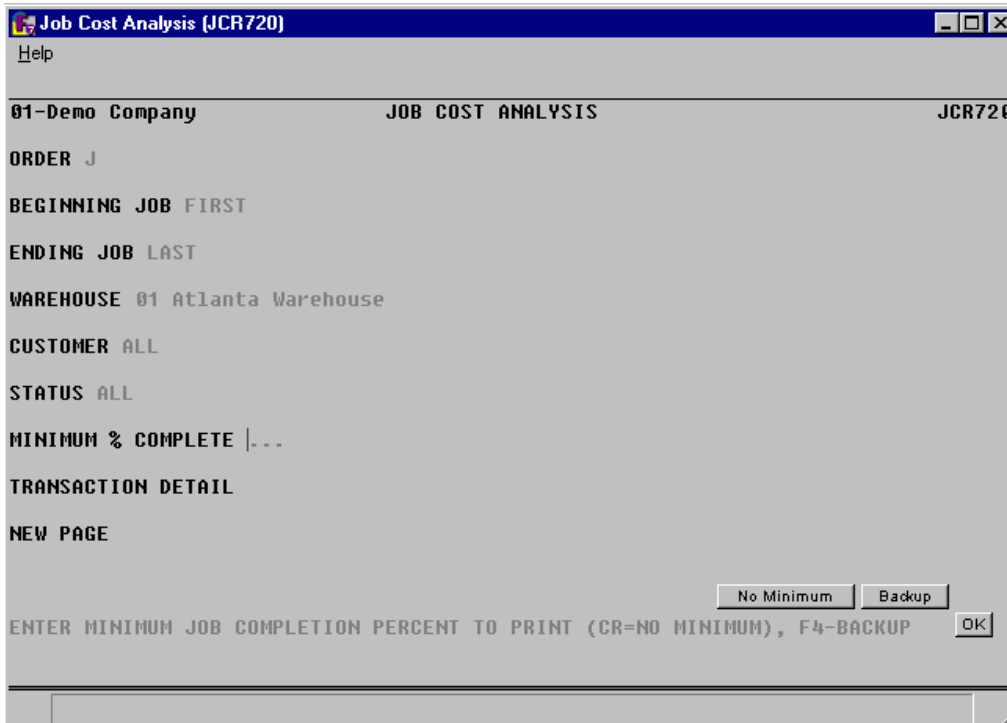 Job Cost Analysis (JCR720)
Help
01-Demo Company JOB COST ANALYSIS JCR720
ORDER J
BEGINNING JOB FIRST
ENDING JOB LAST
WAREHOUSE 01 Atlanta Warehouse
CUSTOMER ALL
STATUS ALL
MINIMUM % COMPLETE ...
TRANSACTION DETAIL
NEW PAGE
No Minimum Backup
ENTER MINIMUM JOB COMPLETION PERCENT TO PRINT (CR=NO MINIMUM), F4-BACKUP OK